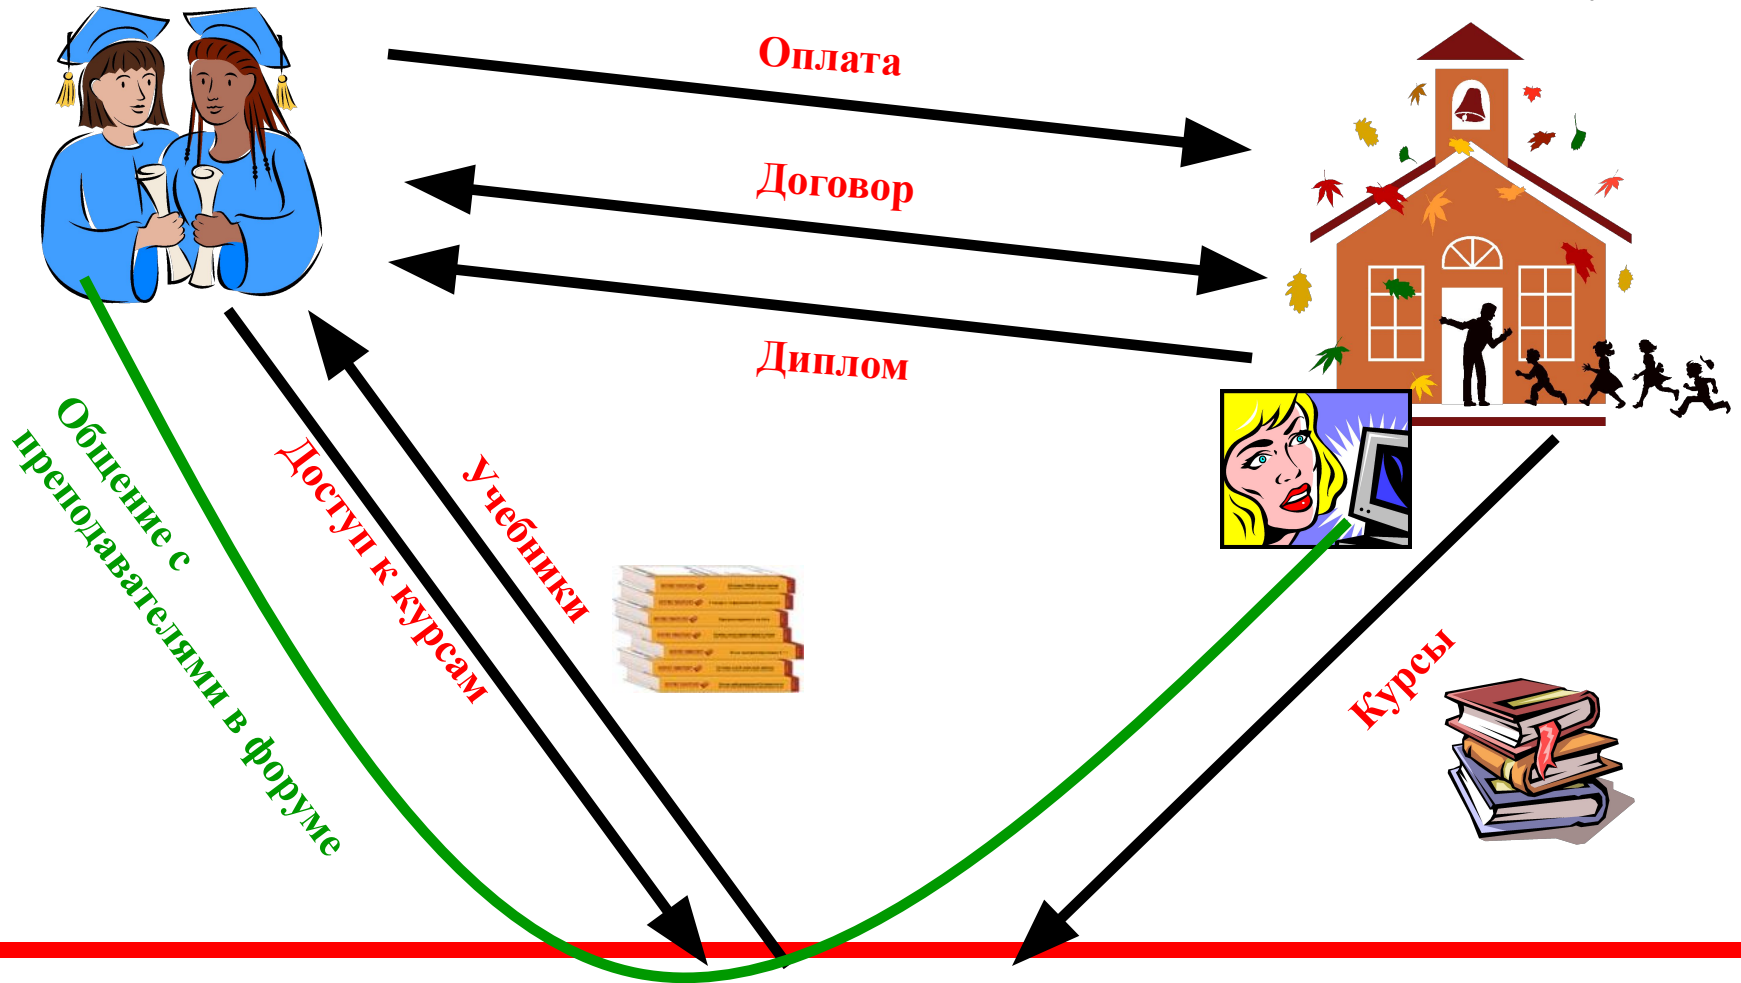 Оплата
Договор
Диплом
Общение с
преподавателями в форуме
Доступ к курсам
Учебники
Курсы